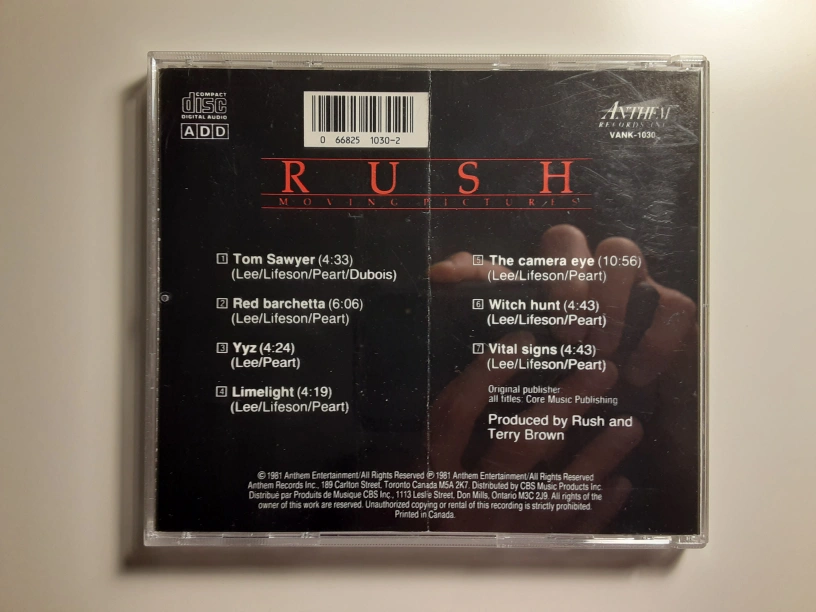 COMPACT
disc
DIGITAL AUDIO
ADD
0 66825 1030-2
ANTHEM
RECORDS INC.
VANK-1030
RUSH
MOVING PICTURES
1 Tom Sawyer (4:33)
(Lee/Lifeson/Peart/Dubois)
2 Red barchetta (6:06)
(Lee/Lifeson/Peart)
3 Yyz (4:24)
(Lee/Peart)
4 Limelight (4:19)
(Lee/Lifeson/Peart)
5 The camera eye (10:56)
(Lee/Lifeson/Peart)
6 Witch hunt (4:43)
(Lee/Lifeson/Peart)
7 Vital signs (4:43)
(Lee/Lifeson/Peart)
Original publisher
all titles: Core Music Publishing
Produced by Rush and
Terry Brown
© 1981 Anthem Entertainment/All Rights Reserved ℗ 1981 Anthem Entertainment/All Rights Reserved
Anthem Records Inc., 189 Carlton Street, Toronto Canada M5A 2K7. Distributed by CBS Music Products Inc.
Distribué par Produits de Musique CBS Inc., 1113 Leslie Street, Don Mills, Ontario M3C 2J9. All rights of the
owner of this work are reserved. Unauthorized copying or rental of this recording is strictly prohibited.
Printed in Canada.